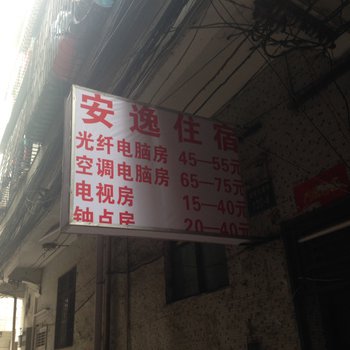 安逸住宿
光纤电脑房 45—55元
空调电脑房 65—75元
电视房 15—40元
钟点房 20—40元